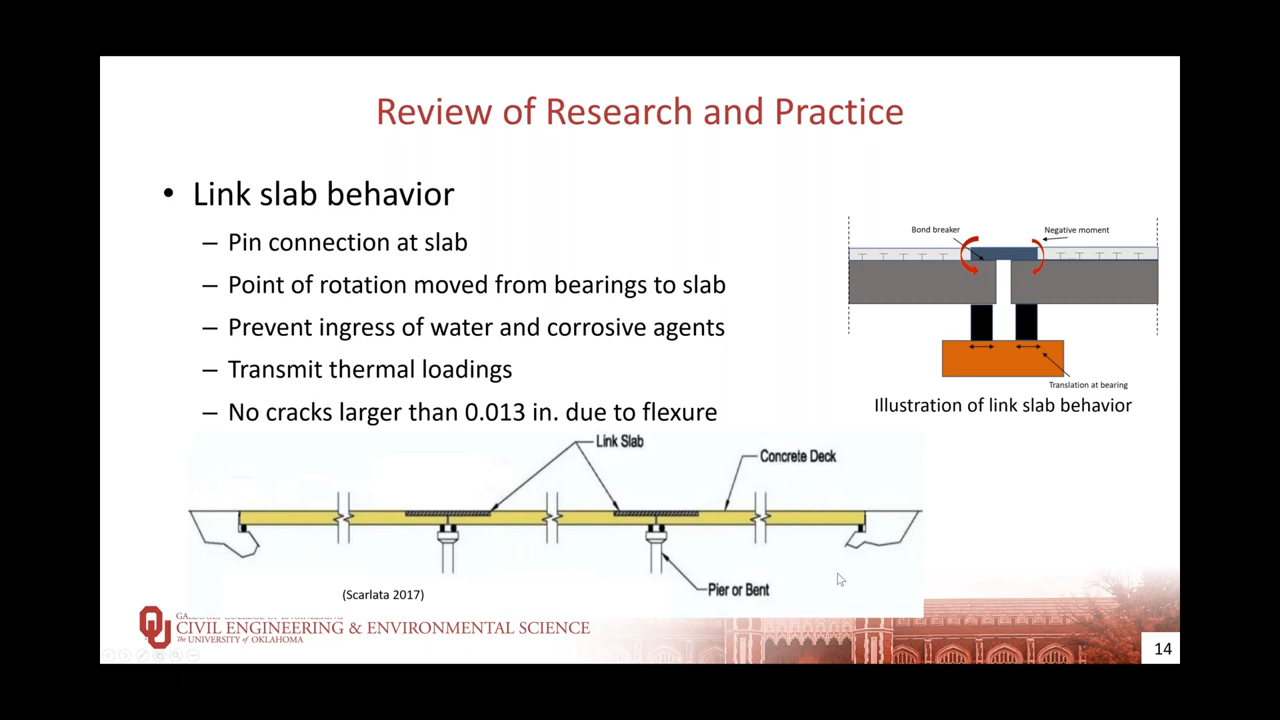 Review of Research and Practice
• Link slab behavior
– Pin connection at slab
– Point of rotation moved from bearings to slab
– Prevent ingress of water and corrosive agents
– Transmit thermal loadings
– No cracks larger than 0.013 in. due to flexure
Bond breaker
Negative moment
Translation at bearing
Illustration of link slab behavior
Link Slab
Concrete Deck
Pier or Bent
(Scarlata 2017)
CIVIL ENGINEERING & ENVIRONMENTAL SCIENCE
The UNIVERSITY of OKLAHOMA
14